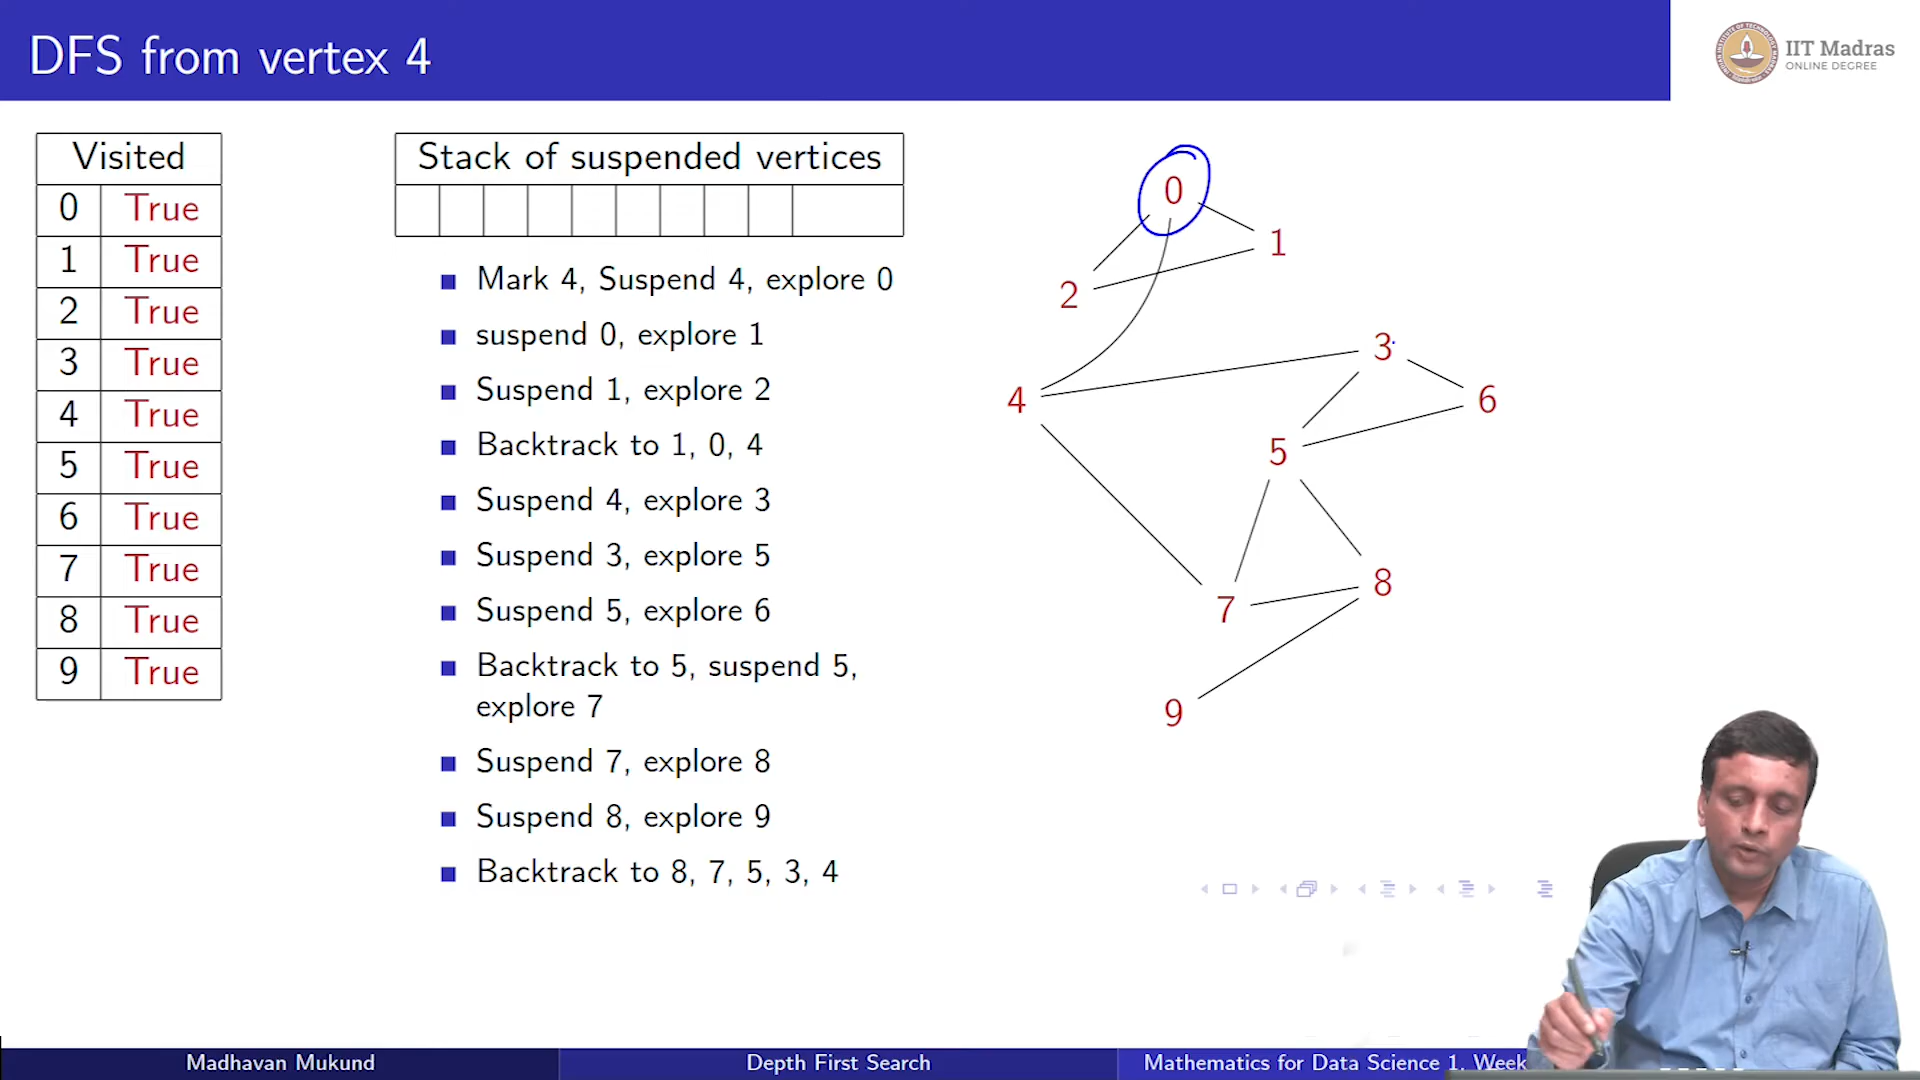 DFS from vertex 4
IIT Madras
ONLINE DEGREE
Visited
0 True
1 True
2 True
3 True
4 True
5 True
6 True
7 True
8 True
9 True
Stack of suspended vertices
Mark 4, Suspend 4, explore 0
suspend 0, explore 1
Suspend 1, explore 2
Backtrack to 1, 0, 4
Suspend 4, explore 3
Suspend 3, explore 5
Suspend 5, explore 6
Backtrack to 5, suspend 5,
explore 7
Suspend 7, explore 8
Suspend 8, explore 9
Backtrack to 8, 7, 5, 3, 4
0
1
2
3
4
6
5
8
7
9
Madhavan Mukund
Depth First Search
Mathematics for Data Science 1, Week